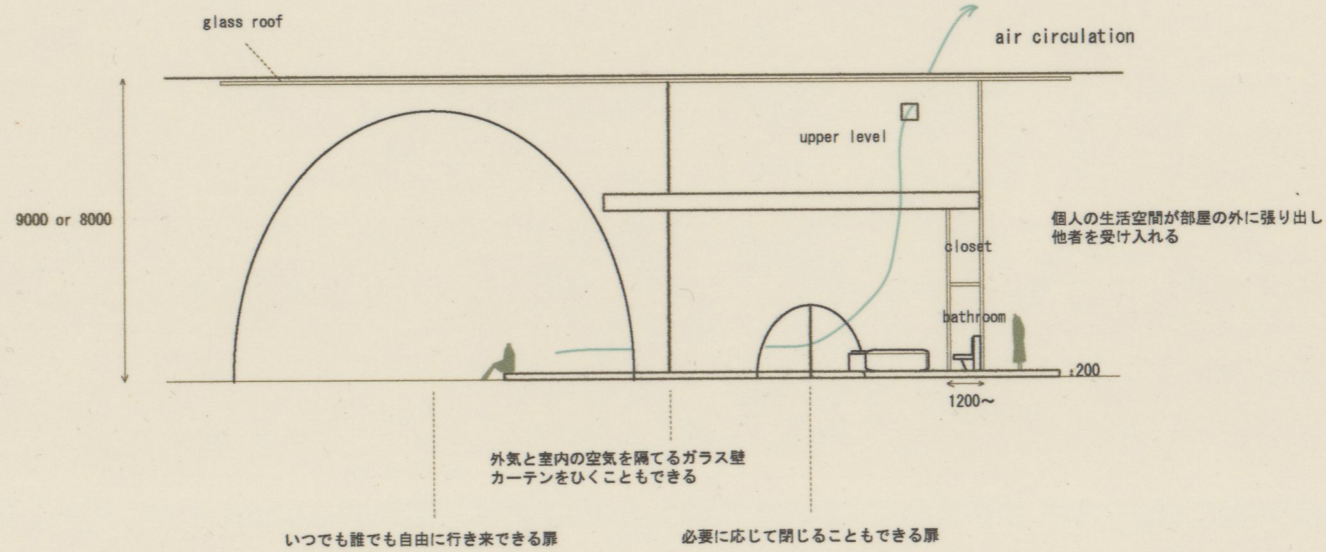 glass roof
air circulation
upper level
9000 or 8000
個人の生活空間が部屋の外に張り出し
他者を受け入れる
closet
bathroom
:200
1200〜
外気と室内の空気を隔てるガラス壁
カーテンをひくこともできる
いつでも誰でも自由に行き来できる扉
必要に応じて閉じることもできる扉